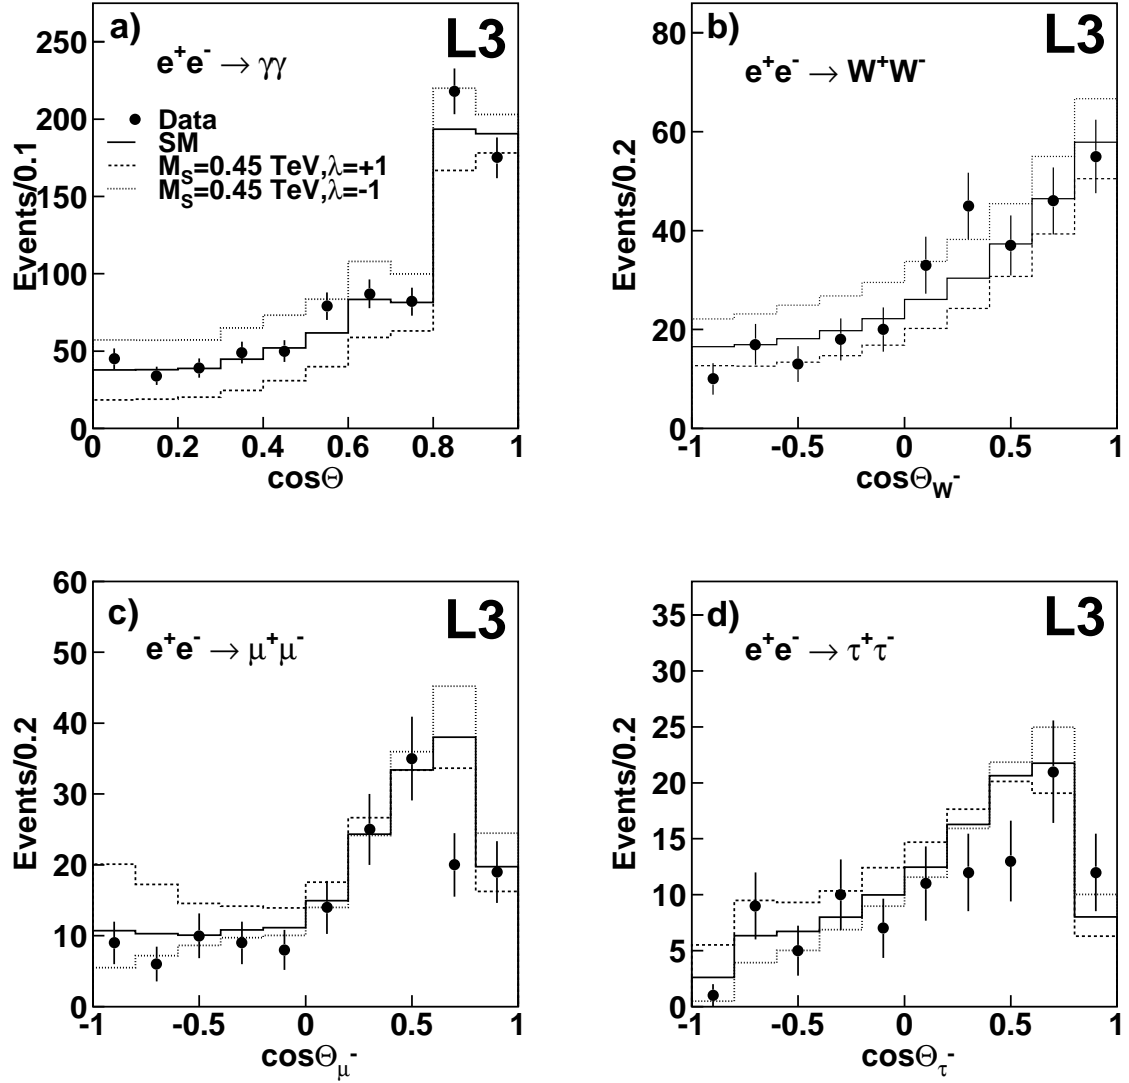 a)
L3
e⁺e⁻ → γγ
Data
SM
M_S=0.45 TeV,λ=+1
M_S=0.45 TeV,λ=-1
Events/0.1
250
200
150
100
50
0
0 0.2 0.4 0.6 0.8 1
cosΘ
b)
L3
e⁺e⁻ → W⁺W⁻
Events/0.2
80
60
40
20
0
-1 -0.5 0 0.5 1
cosΘ_W⁻
c)
L3
e⁺e⁻ → μ⁺μ⁻
Events/0.2
60
50
40
30
20
10
0
-1 -0.5 0 0.5 1
cosΘ_μ⁻
d)
L3
e⁺e⁻ → τ⁺τ⁻
Events/0.2
35
30
25
20
15
10
5
0
-1 -0.5 0 0.5 1
cosΘ_τ⁻